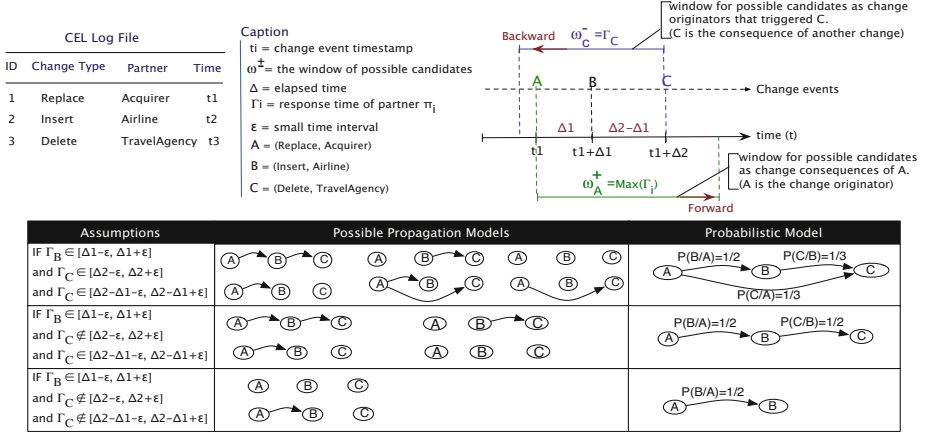 CEL Log File
ID Change Type Partner Time
1 Replace Acquirer t1
2 Insert Airline t2
3 Delete TravelAgency t3
Caption
ti = change event timestamp
ω± = the window of possible candidates
Δ = elapsed time
Γi = response time of partner πi
ε = small time interval
A = (Replace, Acquirer)
B = (Insert, Airline)
C = (Delete, TravelAgency)
window for possible candidates as change
originators that triggered C.
(C is the consequence of another change)
Backward
ω-C =ΓC
A B C
Change events
Δ1 Δ2-Δ1
time (t)
t1 t1+Δ1 t1+Δ2
window for possible candidates
as change consequences of A.
(A is the change originator)
ω+A =Max(Γi)
Forward
Assumptions Possible Propagation Models Probabilistic Model
IF ΓB ∈ [Δ1-ε, Δ1+ε]
and ΓC ∈ [Δ2-ε, Δ2+ε]
and ΓC ∈ [Δ2-Δ1-ε, Δ2-Δ1+ε]
A B C A B C A B C
A B C A B C A B C
P(B/A)=1/2 P(C/B)=1/3
A B C
P(C/A)=1/3
IF ΓB ∈ [Δ1-ε, Δ1+ε]
and ΓC ∉ [Δ2-ε, Δ2+ε]
and ΓC ∈ [Δ2-Δ1-ε, Δ2-Δ1+ε]
A B C A B C
A B C A B C
P(B/A)=1/2 P(C/B)=1/2
A B C
IF ΓB ∈ [Δ1-ε, Δ1+ε]
and ΓC ∉ [Δ2-ε, Δ2+ε]
and ΓC ∉ [Δ2-Δ1-ε, Δ2-Δ1+ε]
A B C
A B C
P(B/A)=1/2
A B